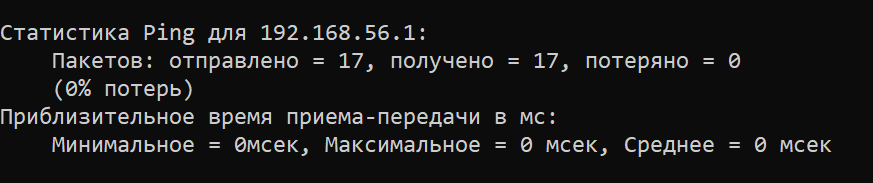 Статистика Ping для 192.168.56.1:
Пакетов: отправлено = 17, получено = 17, потеряно = 0
(0% потерь)
Приблизительное время приема-передачи в мс:
Минимальное = 0мсек, Максимальное = 0 мсек, Среднее = 0 мсек